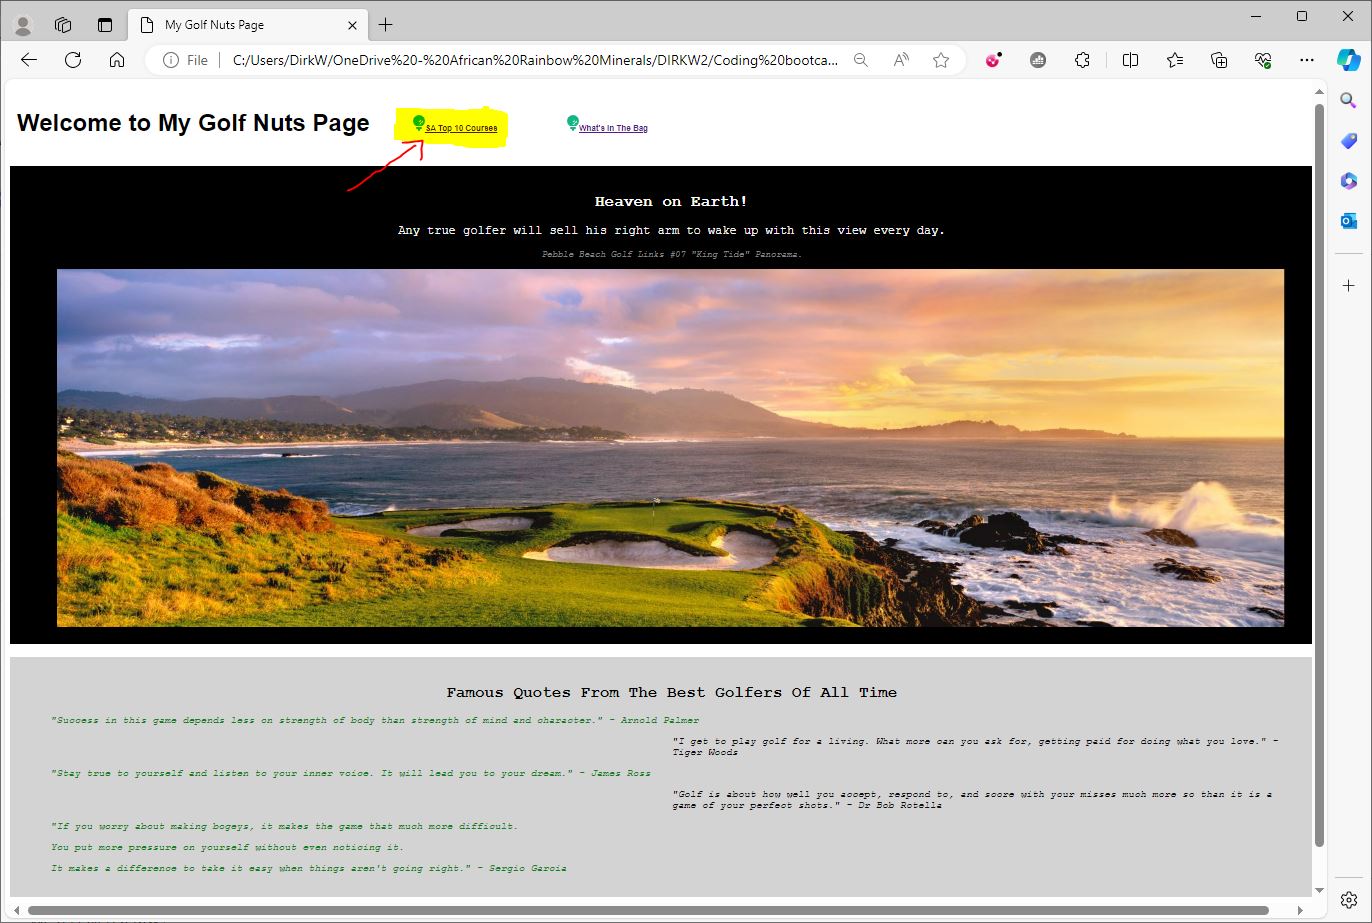 My Golf Nuts Page
File
C:/Users/DirkW/OneDrive%20-%20African%20Rainbow%20Minerals/DIRKW2/Coding%20bootca...
Welcome to My Golf Nuts Page
SA Top 10 Courses
What's In The Bag
Heaven on Earth!
Any true golfer will sell his right arm to wake up with this view every day.
Pebble Beach Golf Links #07 "King Tide" Panorama.
Famous Quotes From The Best Golfers Of All Time
"Success in this game depends less on strength of body than strength of mind and character." - Arnold Palmer
"I get to play golf for a living. What more can you ask for, getting paid for doing what you love." -
Tiger Woods
"Stay true to yourself and listen to your inner voice. It will lead you to your dream." - James Ross
"Golf is about how well you accept, respond to, and score with your misses much more so than it is a
game of your perfect shots." - Dr Bob Rotella
"If you worry about making bogeys, it makes the game that much more difficult.
You put more pressure on yourself without even noticing it.
It makes a difference to take it easy when things aren't going right." - Sergio Garcia